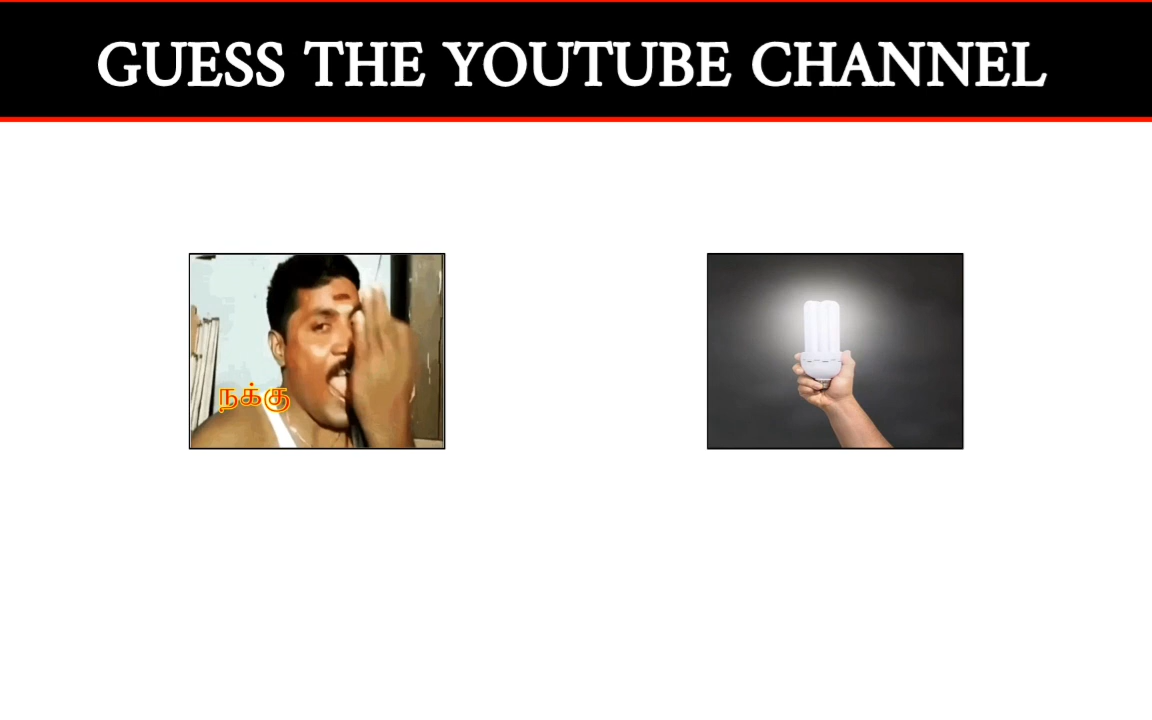 GUESS THE YOUTUBE CHANNEL
நக்கு